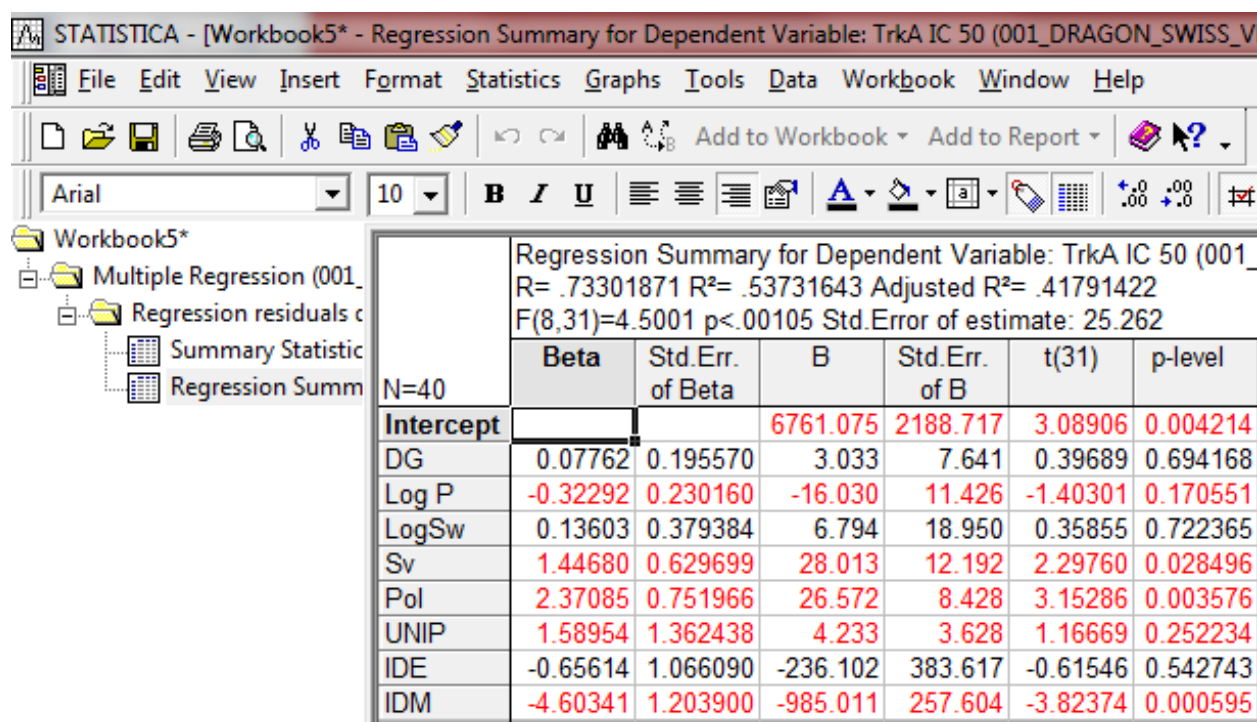 STATISTICA - [Workbook5* - Regression Summary for Dependent Variable: TrkA IC 50 (001_DRAGON_SWISS_V
File Edit View Insert Format Statistics Graphs Tools Data Workbook Window Help
Add to Workbook Add to Report
Arial 10 B I U A a .00 .00
Workbook5*
Multiple Regression (001_
Regression residuals c
Summary Statistic
Regression Summ
Regression Summary for Dependent Variable: TrkA IC 50 (001_
R= .73301871 R²= .53731643 Adjusted R²= .41791422
F(8,31)=4.5001 p<.00105 Std.Error of estimate: 25.262
N=40 Beta Std.Err. of Beta B Std.Err. of B t(31) p-level
Intercept 6761.075 2188.717 3.08906 0.004214
DG 0.07762 0.195570 3.033 7.641 0.39689 0.694168
Log P -0.32292 0.230160 -16.030 11.426 -1.40301 0.170551
LogSw 0.13603 0.379384 6.794 18.950 0.35855 0.722365
Sv 1.44680 0.629699 28.013 12.192 2.29760 0.028496
Pol 2.37085 0.751966 26.572 8.428 3.15286 0.003576
UNIP 1.58954 1.362438 4.233 3.628 1.16669 0.252234
IDE -0.65614 1.066090 -236.102 383.617 -0.61546 0.542743
IDM -4.60341 1.203900 -985.011 257.604 -3.82374 0.000595